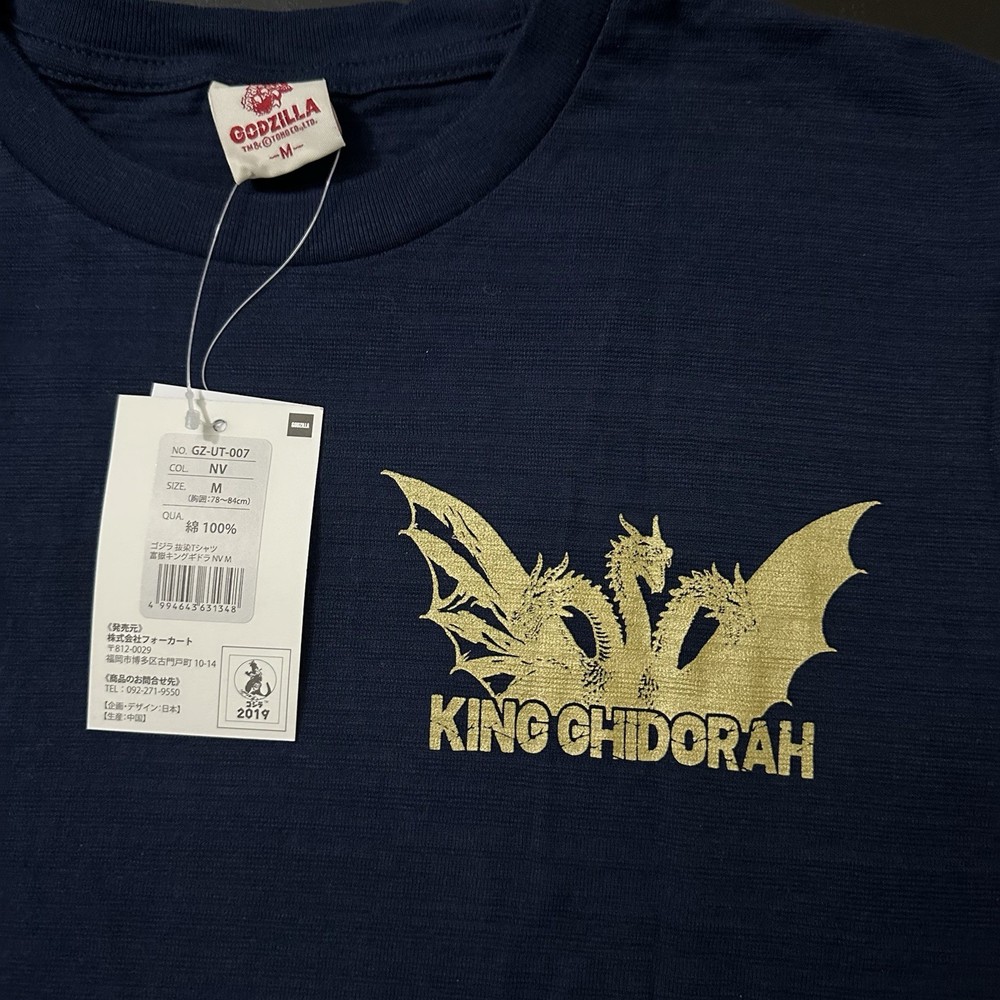 GODZILLA
TM&©TOHO CO.,LTD.
M
GODZILLA
NO. GZ-UT-007
COL. NV
SIZE. M
(胸囲:78～84cm)
QUA. 綿 100%
ゴジラ 抜染Tシャツ
富嶽キングギドラ NV M
4 994643 631348
《発売元》
株式会社フォーカート
〒812-0029
福岡市博多区古門戸町 10-14
《商品のお問合せ先》
TEL：092-271-9550
【企画・デザイン：日本】
【生産：中国】
ゴジラ
2019
KING GHIDORAH